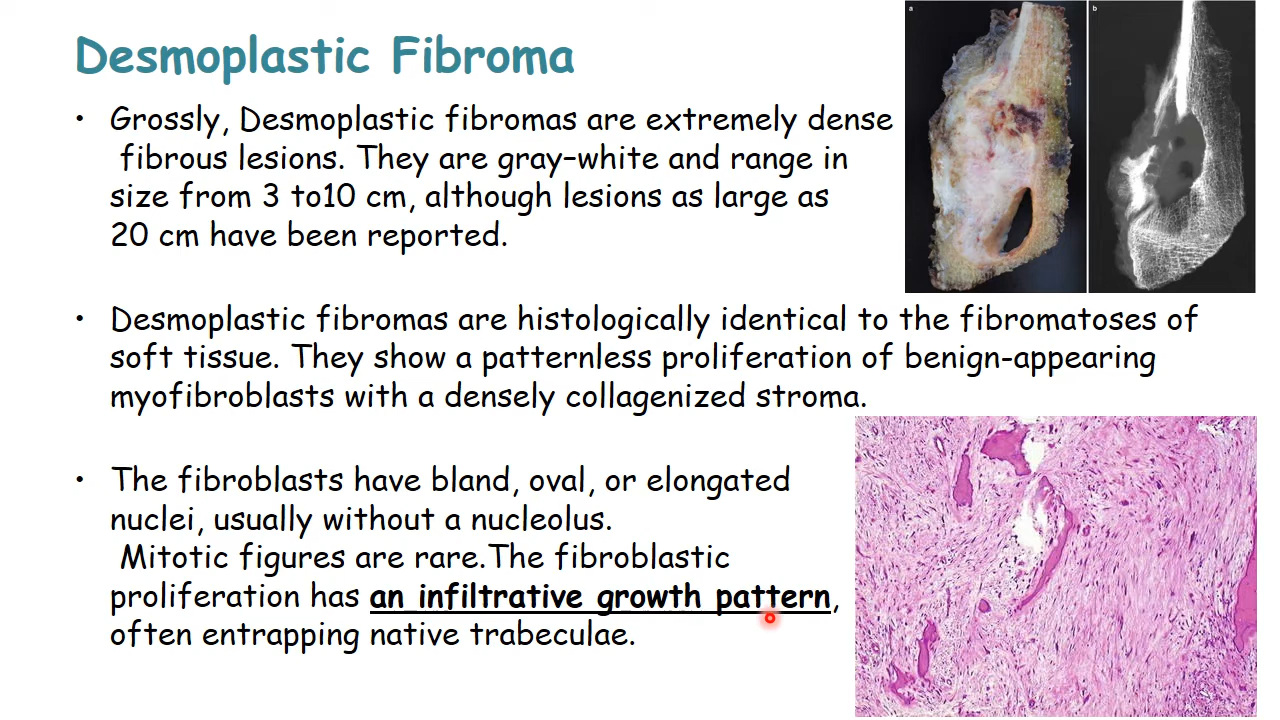 Desmoplastic Fibroma
• Grossly, Desmoplastic fibromas are extremely dense
fibrous lesions. They are gray–white and range in
size from 3 to10 cm, although lesions as large as
20 cm have been reported.
• Desmoplastic fibromas are histologically identical to the fibromatoses of
soft tissue. They show a patternless proliferation of benign-appearing
myofibroblasts with a densely collagenized stroma.
• The fibroblasts have bland, oval, or elongated
nuclei, usually without a nucleolus.
Mitotic figures are rare.The fibroblastic
proliferation has an infiltrative growth pattern,
often entrapping native trabeculae.
a
b